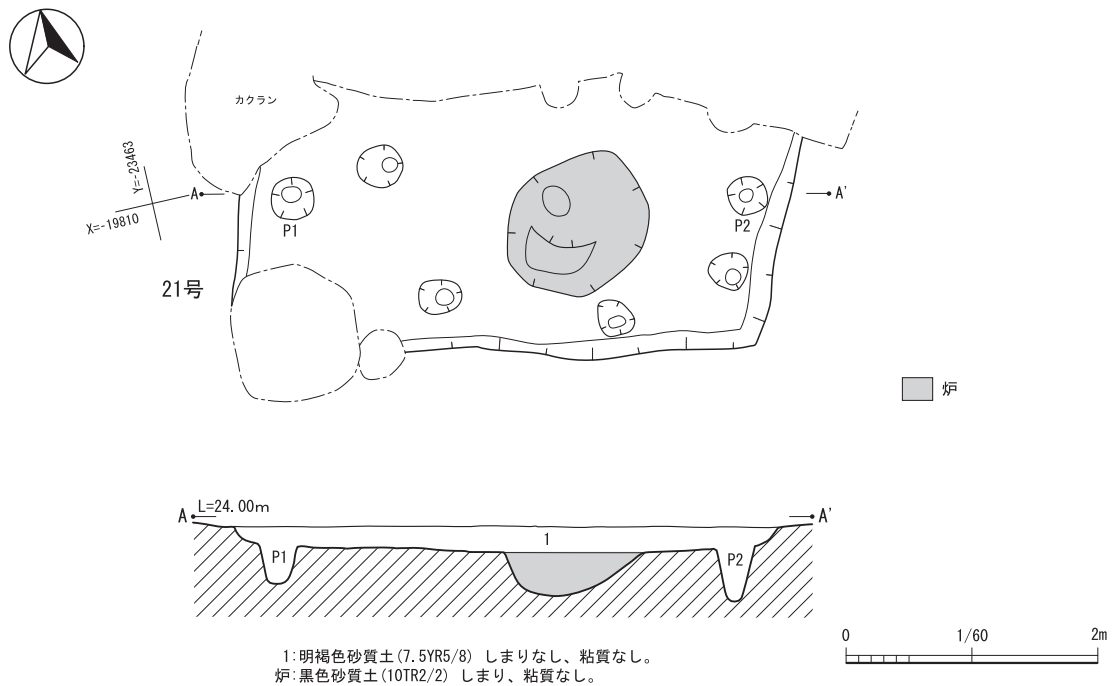 カクラン
Y=-23463
X=-19810
A
A'
P1
P2
21号
炉
A
L=24.00m
A'
1
P1
P2
0
1/60
2m
1:明褐色砂質土(7.5YR5/8) しまりなし、粘質なし。
炉:黒色砂質土(10TR2/2) しまり、粘質なし。